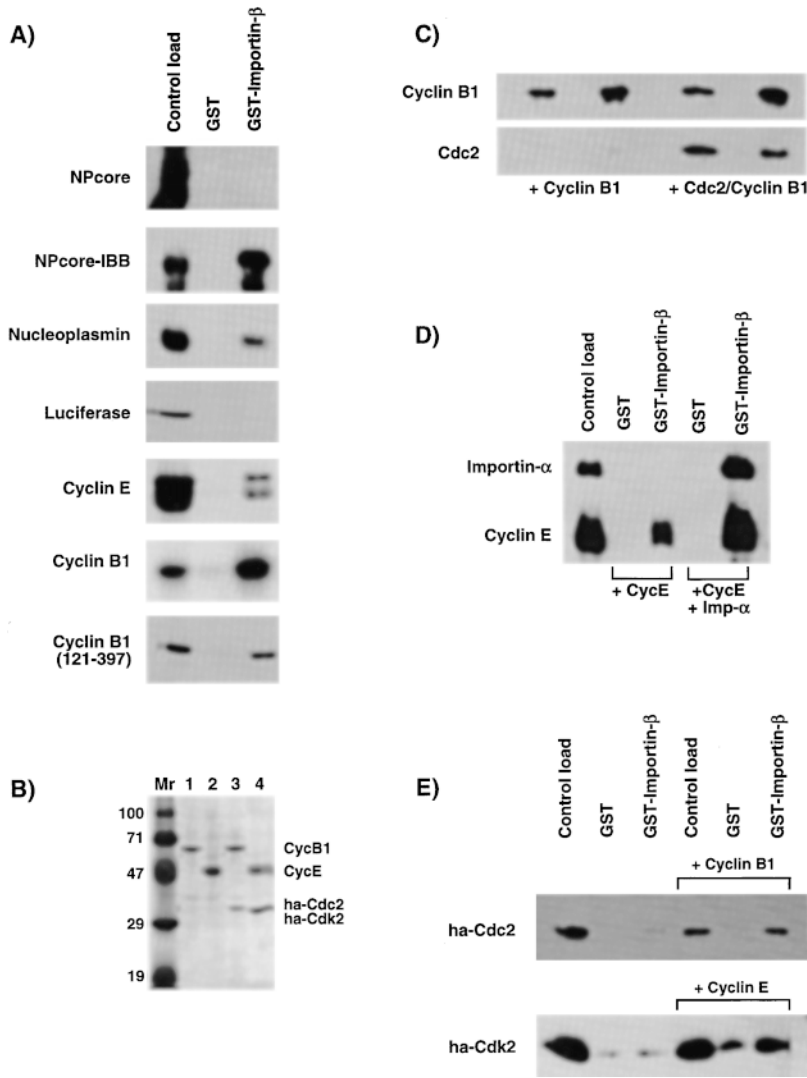 A)
Control load
GST
GST-Importin-β
NPcore
NPcore-IBB
Nucleoplasmin
Luciferase
Cyclin E
Cyclin B1
Cyclin B1
(121-397)
B)
Mr 1 2 3 4
100
71
47
29
19
CycB1
CycE
ha-Cdc2
ha-Cdk2
C)
Cyclin B1
Cdc2
+ Cyclin B1
+ Cdc2/Cyclin B1
D)
Control load
GST
GST-Importin-β
GST
GST-Importin-β
Importin-α
Cyclin E
+ CycE
+CycE
+ Imp-α
E)
Control load
GST
GST-Importin-β
Control load
GST
GST-Importin-β
+ Cyclin B1
ha-Cdc2
+ Cyclin E
ha-Cdk2